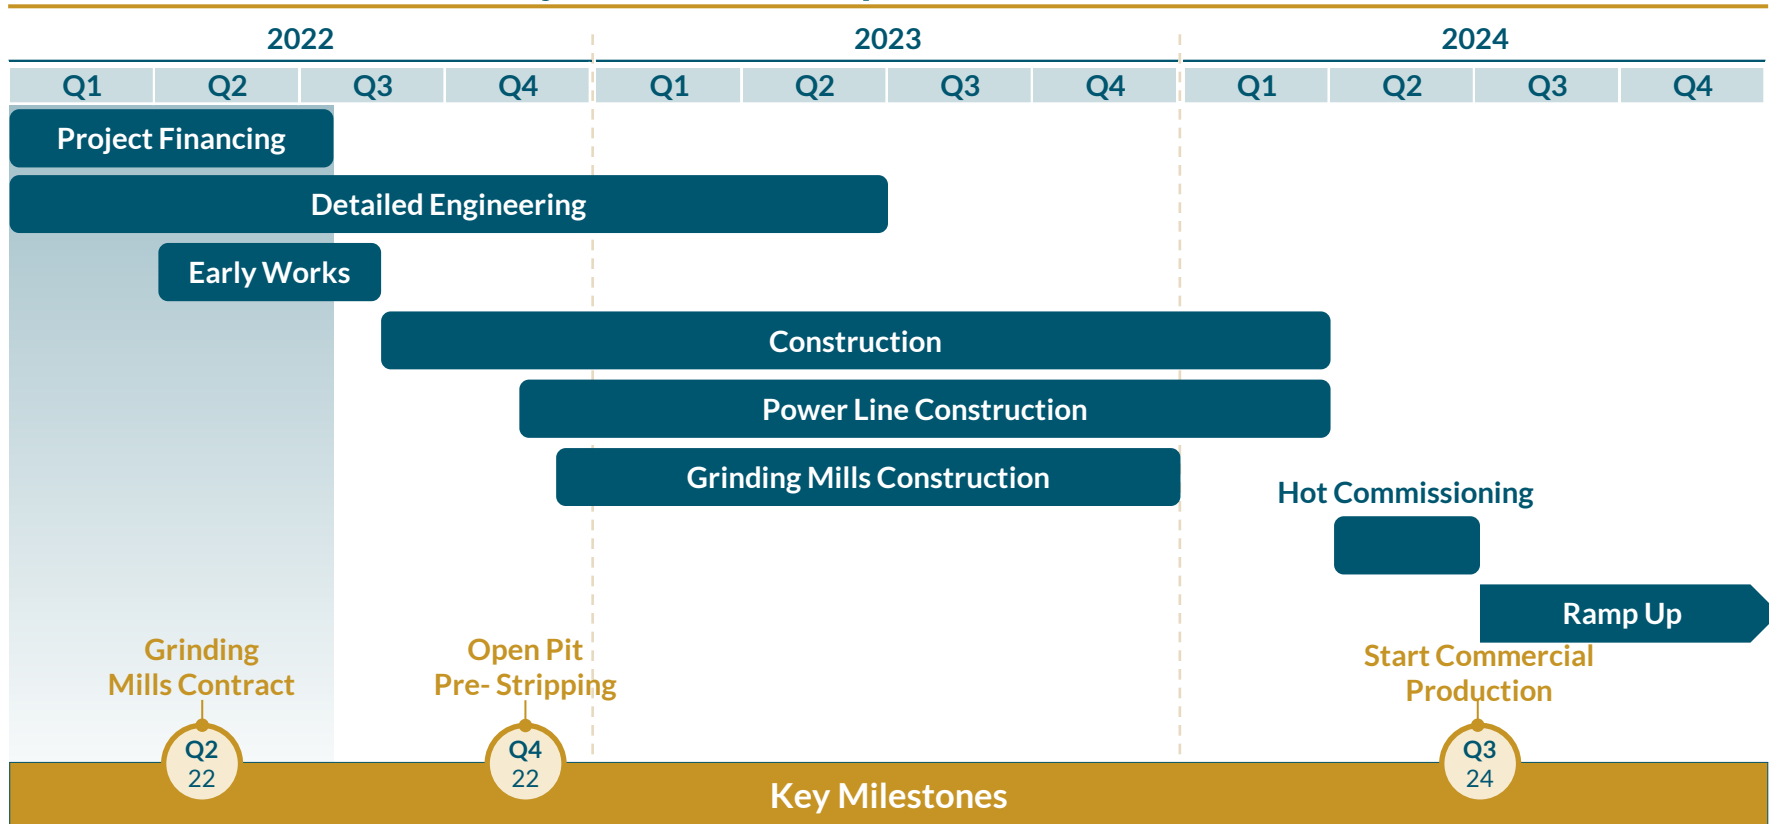 2022 2023 2024
Q1 Q2 Q3 Q4 Q1 Q2 Q3 Q4 Q1 Q2 Q3 Q4
Project Financing
Detailed Engineering
Early Works
Construction
Power Line Construction
Grinding Mills Construction
Hot Commissioning
Ramp Up
Grinding
Mills Contract
Open Pit
Pre- Stripping
Start Commercial
Production
Q2
22
Q4
22
Q3
24
Key Milestones